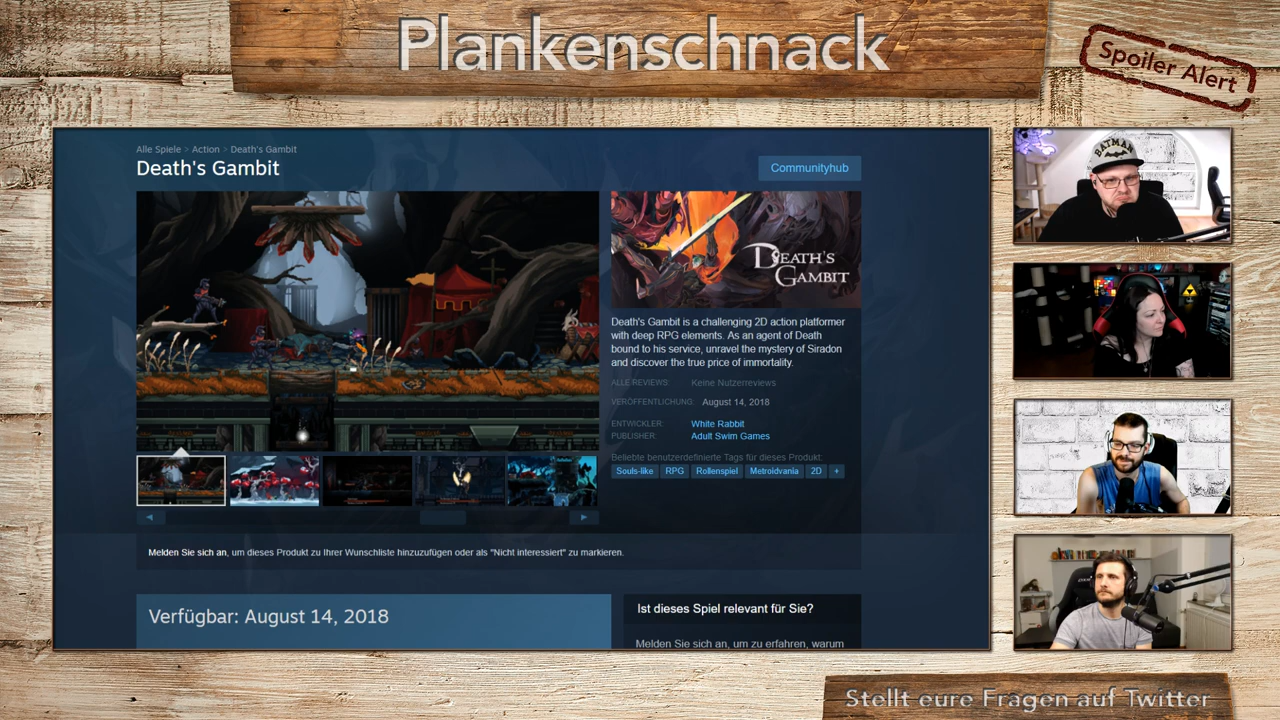 Plankenschnack
Spoiler Alert
Alle Spiele > Action > Death's Gambit
Death's Gambit
Communityhub
BATMAN
DEATH'S
GAMBIT
Death's Gambit is a challenging 2D action platformer
with deep RPG elements. As an agent of Death
bound to his service, unravel the mystery of Siradon
and discover the true price of immortality.
ALLE REVIEWS: Keine Nutzerreviews
VERÖFFENTLICHUNG: August 14, 2018
ENTWICKLER: White Rabbit
PUBLISHER: Adult Swim Games
Beliebte benutzerdefinierte Tags für dieses Produkt:
Souls-like RPG Rollenspiel Metroidvania 2D +
Melden Sie sich an, um dieses Produkt zu Ihrer Wunschliste hinzuzufügen oder als "Nicht interessiert" zu markieren.
Verfügbar: August 14, 2018
Ist dieses Spiel relevant für Sie?
Melden Sie sich an, um zu erfahren, warum
Stellt eure Fragen auf Twitter